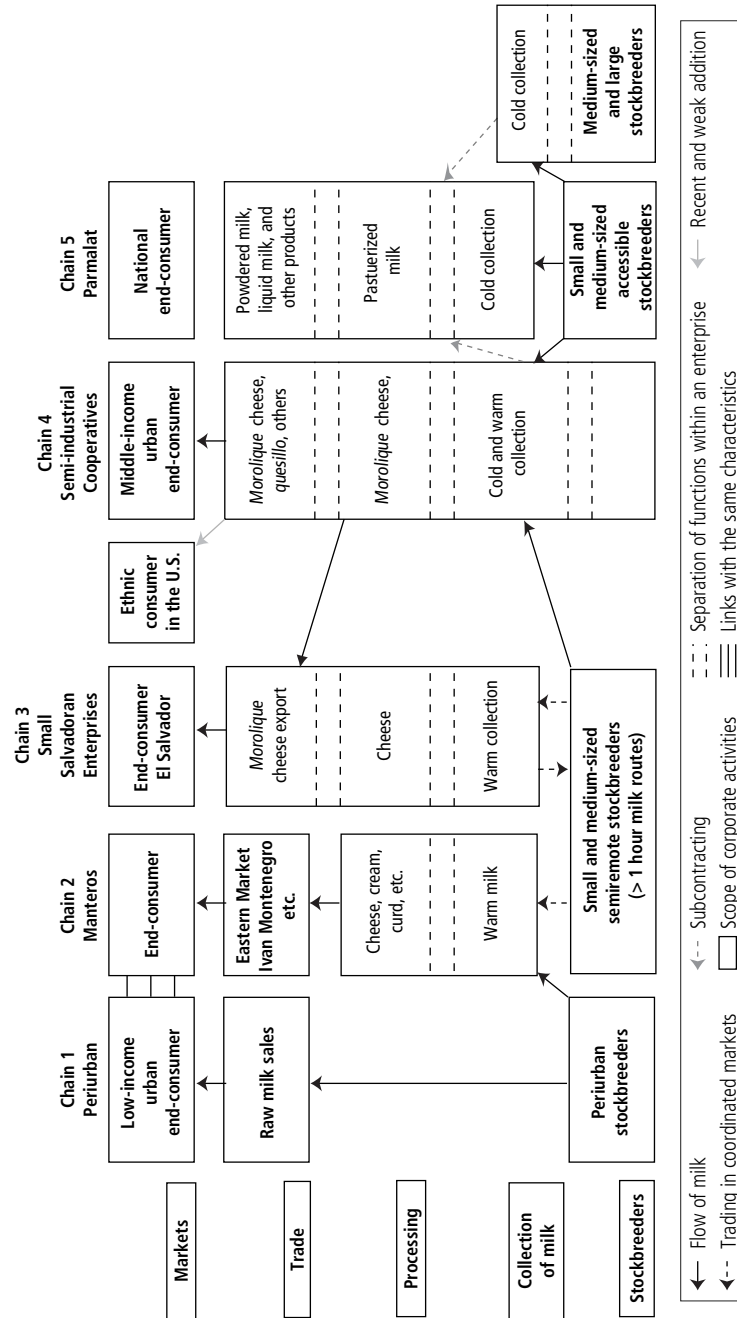 Chain 1
Periurban
Chain 2
Manteros
Chain 3
Small
Salvadoran
Enterprises
Chain 4
Semi-industrial
Cooperatives
Chain 5
Parmalat
Markets
Low-income
urban
end-consumer
End-consumer
End-consumer
El Salvador
Ethnic
consumer
in the U.S.
Middle-income
urban
end-consumer
National
end-consumer
Trade
Raw milk sales
Eastern Market
Ivan Montenegro
etc.
Morolique
cheese export
Morolique cheese,
quesillo, others
Powdered milk,
liquid milk, and
other products
Processing
Cheese, cream,
curd, etc.
Cheese
Morolique cheese,
Pastuerized
milk
Collection
of milk
Warm milk
Warm collection
Cold and warm
collection
Cold collection
Cold collection
Stockbreeders
Periurban
stockbreeders
Small and medium-sized
semiremote stockbreeders
(> 1 hour milk routes)
Small and
medium-sized
accessible
stockbreeders
Medium-sized
and large
stockbreeders
Flow of milk
Subcontracting
Separation of functions within an enterprise
Recent and weak addition
Trading in coordinated markets
Scope of corporate activities
Links with the same characteristics